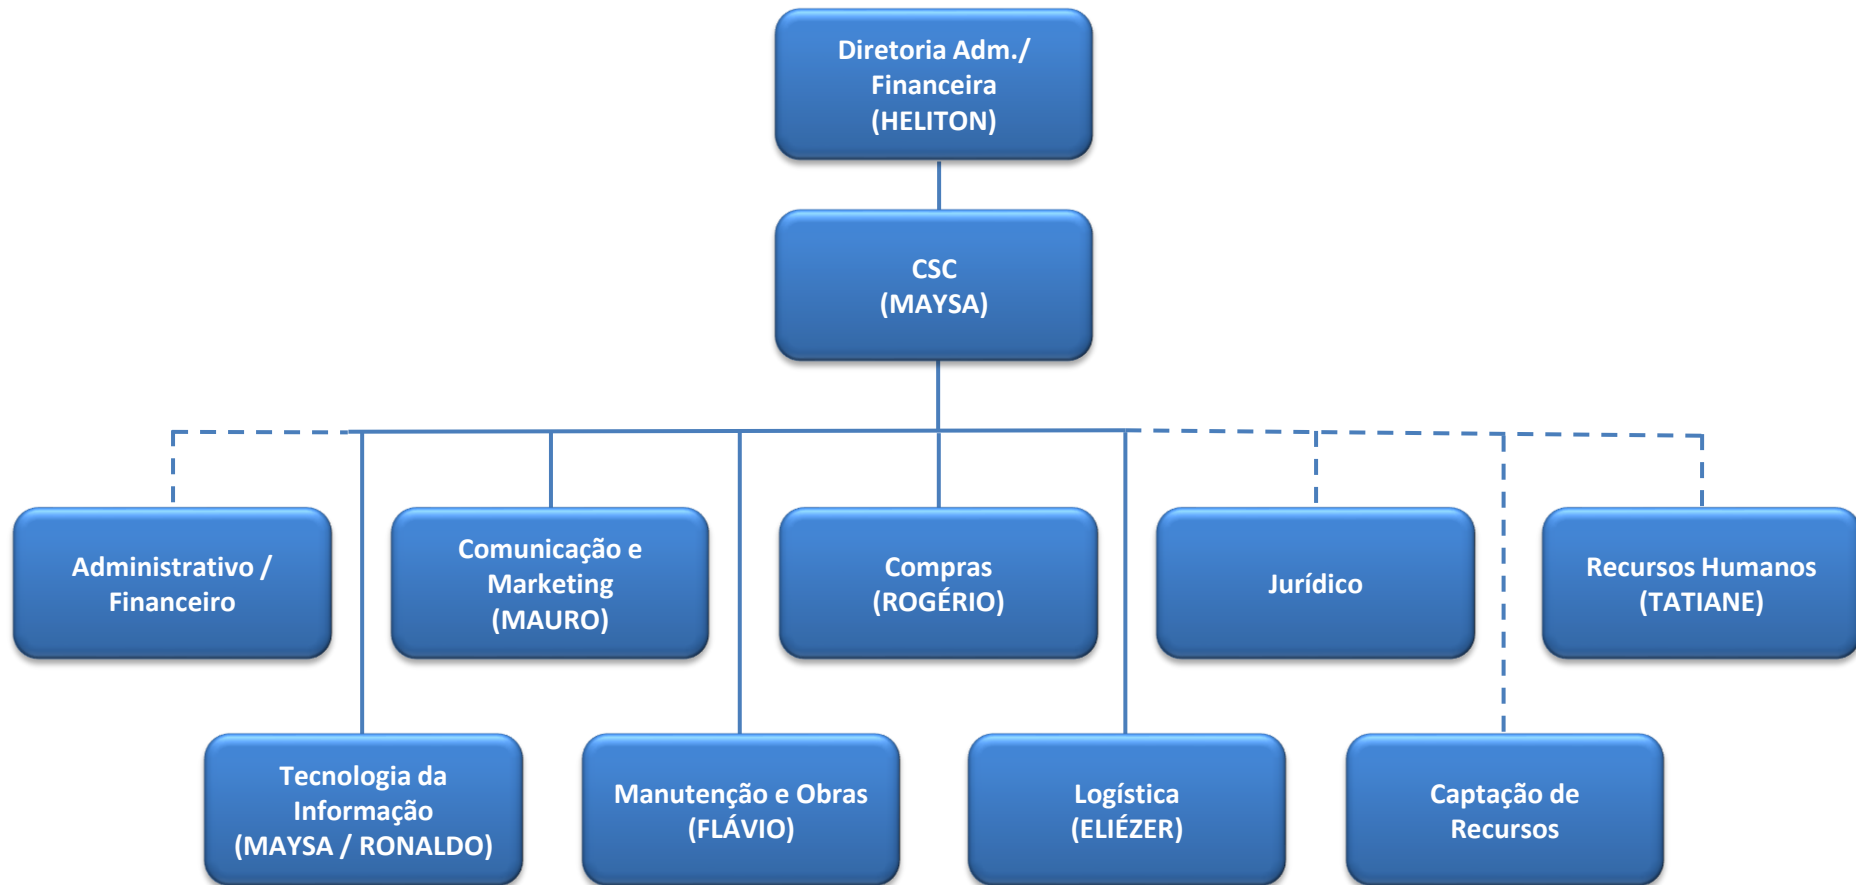 Diretoria Adm./
Financeira
(HELITON)
CSC
(MAYSA)
Administrativo /
Financeiro
Comunicação e
Marketing
(MAURO)
Compras
(ROGÉRIO)
Jurídico
Recursos Humanos
(TATIANE)
Tecnologia da
Informação
(MAYSA / RONALDO)
Manutenção e Obras
(FLÁVIO)
Logística
(ELIÉZER)
Captação de
Recursos